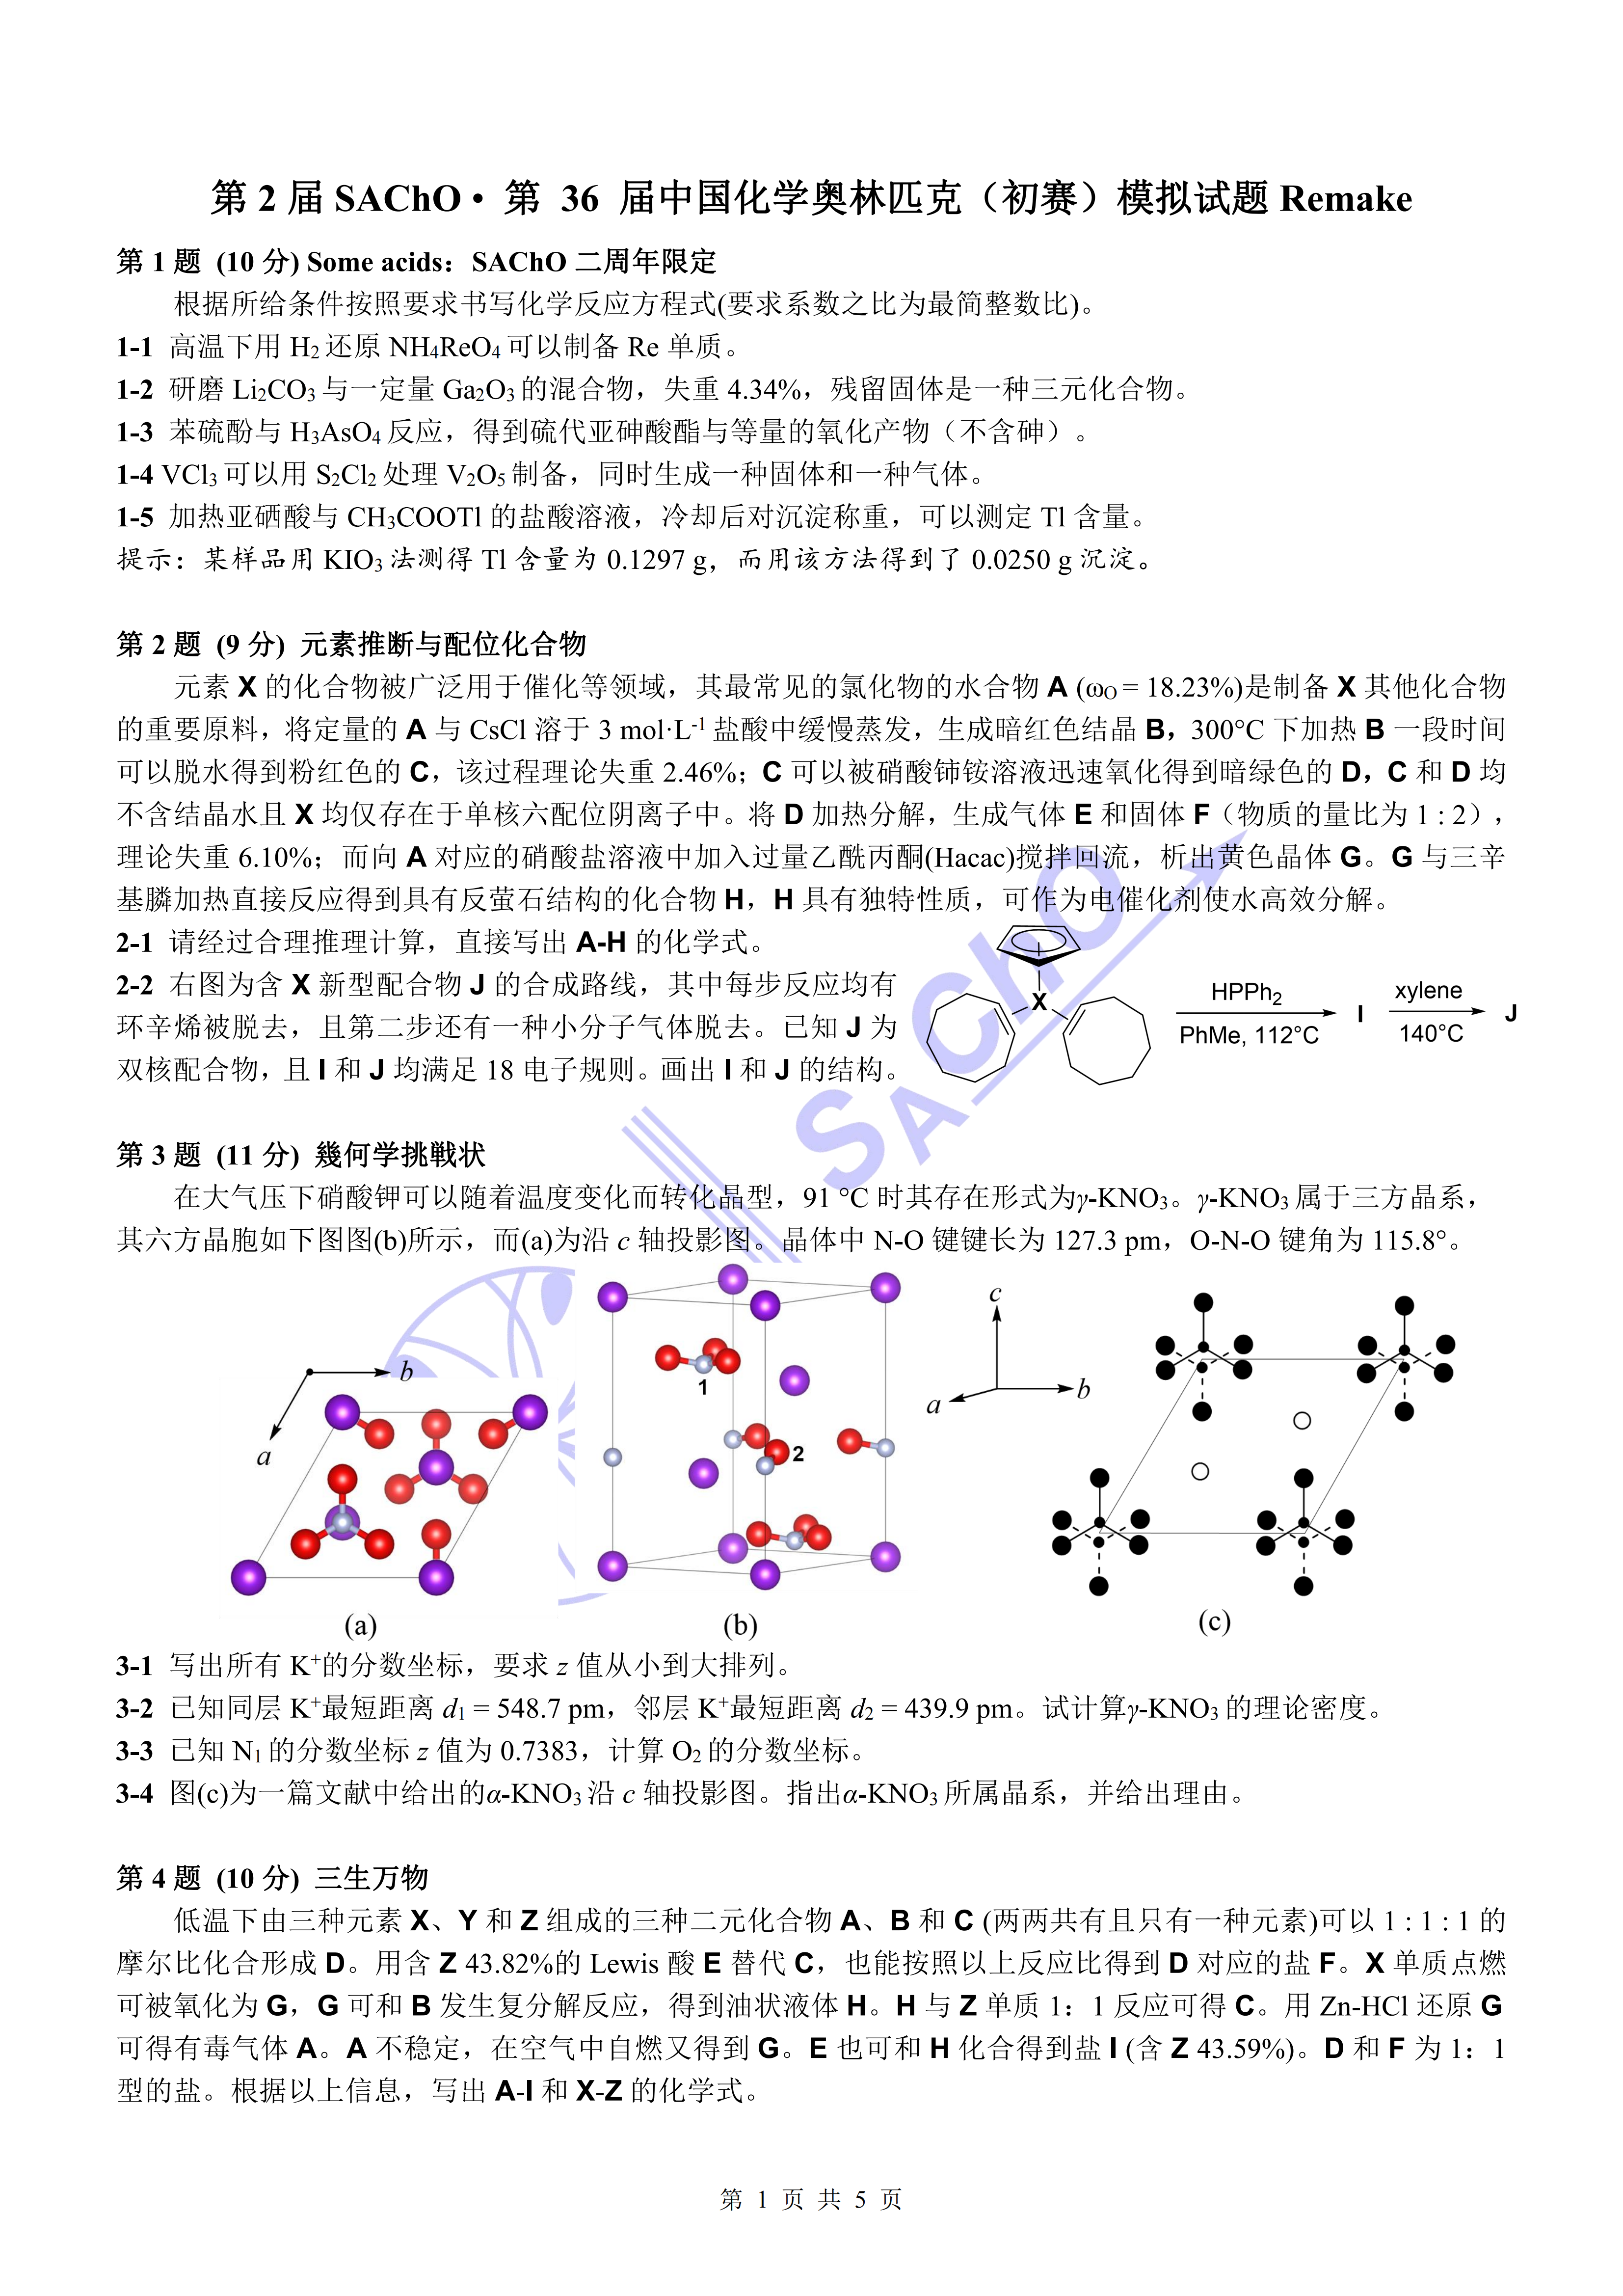 第 2 届 SAChO · 第 36 届中国化学奥林匹克（初赛）模拟试题 Remake
第 1 题 (10 分) Some acids：SAChO 二周年限定
根据所给条件按照要求书写化学反应方程式(要求系数之比为最简整数比)。
1-1 高温下用 H2 还原 NH4ReO4 可以制备 Re 单质。
1-2 研磨 Li2CO3 与一定量 Ga2O3 的混合物，失重 4.34%，残留固体是一种三元化合物。
1-3 苯硫酚与 H3AsO4 反应，得到硫代亚砷酸酯与等量的氧化产物（不含砷）。
1-4 VCl3 可以用 S2Cl2 处理 V2O5 制备，同时生成一种固体和一种气体。
1-5 加热亚硒酸与 CH3COOTl 的盐酸溶液，冷却后对沉淀称重，可以测定 Tl 含量。
提示：某样品用 KIO3 法测得 Tl 含量为 0.1297 g，而用该方法得到了 0.0250 g 沉淀。
第 2 题 (9 分) 元素推断与配位化合物
元素 X 的化合物被广泛用于催化等领域，其最常见的氯化物的水合物 A (ωO = 18.23%)是制备 X 其他化合物
的重要原料，将定量的 A 与 CsCl 溶于 3 mol·L-1 盐酸中缓慢蒸发，生成暗红色结晶 B，300°C 下加热 B 一段时间
可以脱水得到粉红色的 C，该过程理论失重 2.46%；C 可以被硝酸铈铵溶液迅速氧化得到暗绿色的 D，C 和 D 均
不含结晶水且 X 均仅存在于单核六配位阴离子中。将 D 加热分解，生成气体 E 和固体 F（物质的量比为 1 : 2），
理论失重 6.10%；而向 A 对应的硝酸盐溶液中加入过量乙酰丙酮(Hacac)搅拌回流，析出黄色晶体 G。G 与三辛
基膦加热直接反应得到具有反萤石结构的化合物 H，H 具有独特性质，可作为电催化剂使水高效分解。
2-1 请经过合理推理计算，直接写出 A-H 的化学式。
2-2 右图为含 X 新型配合物 J 的合成路线，其中每步反应均有
环辛烯被脱去，且第二步还有一种小分子气体脱去。已知 J 为
双核配合物，且 I 和 J 均满足 18 电子规则。画出 I 和 J 的结构。
X
HPPh2
PhMe, 112°C
I
xylene
140°C
J
SAChO
第 3 题 (11 分) 幾何学挑戦状
在大气压下硝酸钾可以随着温度变化而转化晶型，91 °C 时其存在形式为γ-KNO3。γ-KNO3 属于三方晶系，
其六方晶胞如下图图(b)所示，而(a)为沿 c 轴投影图。晶体中 N-O 键键长为 127.3 pm，O-N-O 键角为 115.8°。
b
a
1
2
c
a
b
(a)
(b)
(c)
3-1 写出所有 K+的分数坐标，要求 z 值从小到大排列。
3-2 已知同层 K+最短距离 d1 = 548.7 pm，邻层 K+最短距离 d2 = 439.9 pm。试计算γ-KNO3 的理论密度。
3-3 已知 N1 的分数坐标 z 值为 0.7383，计算 O2 的分数坐标。
3-4 图(c)为一篇文献中给出的α-KNO3 沿 c 轴投影图。指出α-KNO3 所属晶系，并给出理由。
第 4 题 (10 分) 三生万物
低温下由三种元素 X、Y 和 Z 组成的三种二元化合物 A、B 和 C (两两共有且只有一种元素)可以 1 : 1 : 1 的
摩尔比化合形成 D。用含 Z 43.82%的 Lewis 酸 E 替代 C，也能按照以上反应比得到 D 对应的盐 F。X 单质点燃
可被氧化为 G，G 可和 B 发生复分解反应，得到油状液体 H。H 与 Z 单质 1：1 反应可得 C。用 Zn-HCl 还原 G
可得有毒气体 A。A 不稳定，在空气中自燃又得到 G。E 也可和 H 化合得到盐 I (含 Z 43.59%)。D 和 F 为 1：1
型的盐。根据以上信息，写出 A-I 和 X-Z 的化学式。
第 1 页 共 5 页